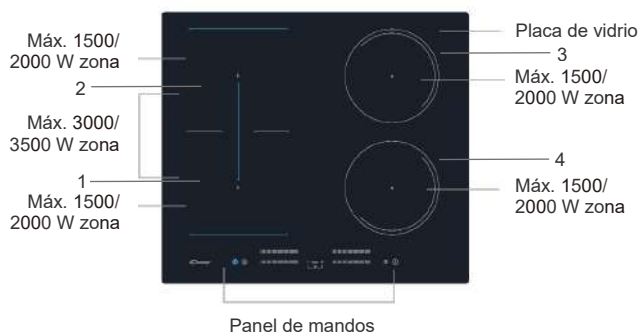 Máx. 1500/
2000 W zona
2
Máx. 3000/
3500 W zona
1
Máx. 1500/
2000 W zona
Placa de vidrio
3
Máx. 1500/
2000 W zona
4
Máx. 1500/
2000 W zona
Panel de mandos